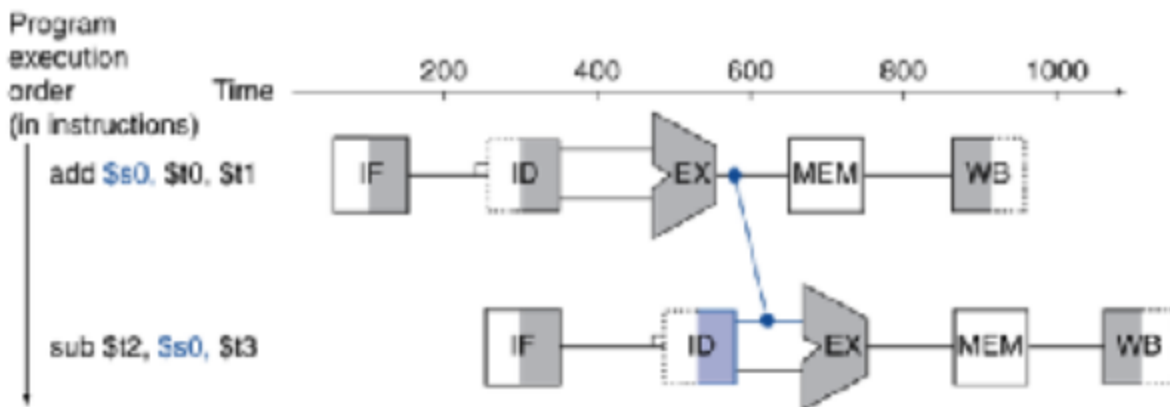 Program
execution
order
(in instructions)
Time
200 400 600 800 1000
add $s0, $t0, $t1
IF ID EX MEM WB
sub $t2, $s0, $t3
IF ID EX MEM WB